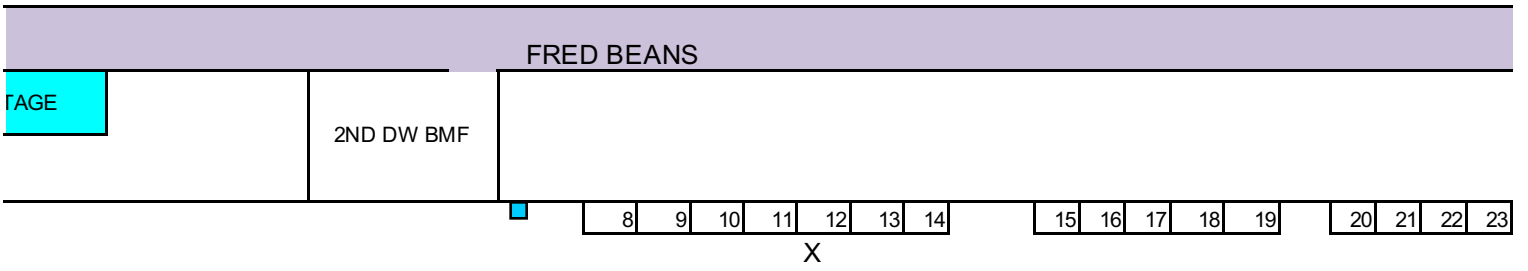 FRED BEANS
TAGE
2ND DW BMF
8 9 10 11 12 13 14 15 16 17 18 19 20 21 22 23
X